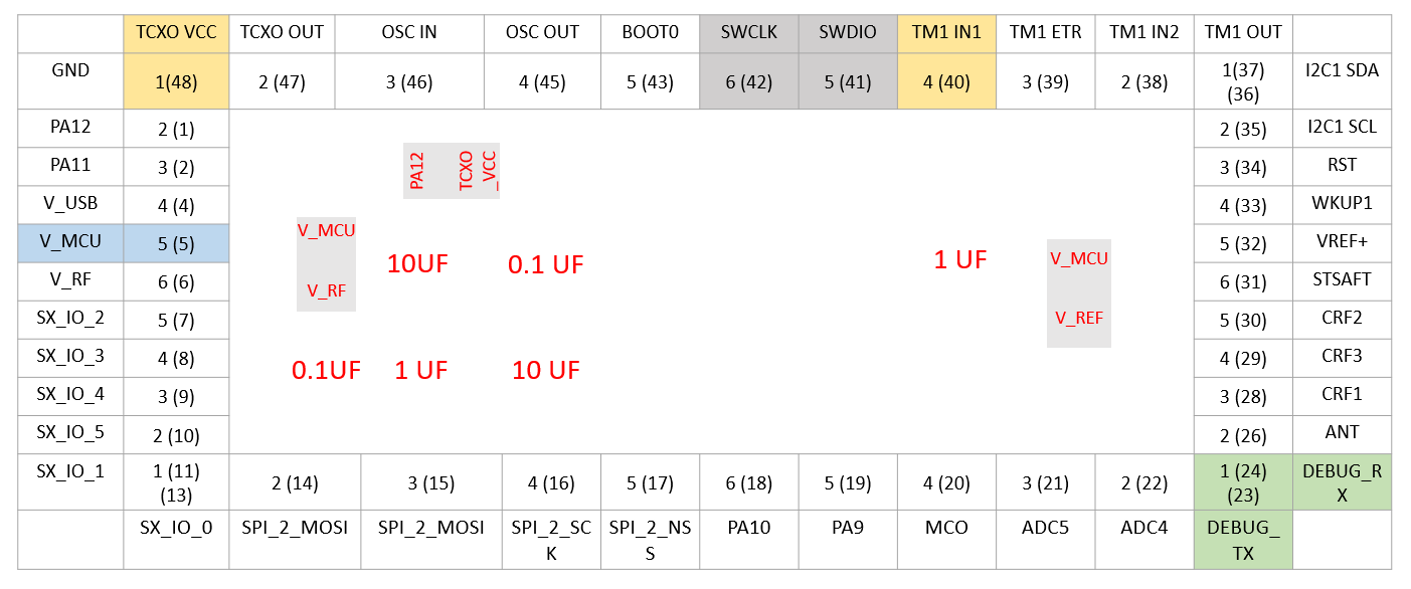 TCXO VCC TCXO OUT OSC IN OSC OUT BOOT0 SWCLK SWDIO TM1 IN1 TM1 ETR TM1 IN2 TM1 OUT
GND 1(48) 2 (47) 3 (46) 4 (45) 5 (43) 6 (42) 5 (41) 4 (40) 3 (39) 2 (38) 1(37) I2C1 SDA
(36)
PA12 2 (1) 2 (35) I2C1 SCL
PA11 3 (2) PA12 TCXO 3 (34) RST
_VCC
V_USB 4 (4) 4 (33) WKUP1
V_MCU
V_MCU 5 (5) 5 (32) VREF+
10UF 0.1 UF 1 UF V_MCU
V_RF 6 (6) 6 (31) STSAFT
V_RF
SX_IO_2 5 (7) V_REF 5 (30) CRF2
SX_IO_3 4 (8) 4 (29) CRF3
0.1UF 1 UF 10 UF
SX_IO_4 3 (9) 3 (28) CRF1
SX_IO_5 2 (10) 2 (26) ANT
SX_IO_1 1 (11) 2 (14) 3 (15) 4 (16) 5 (17) 6 (18) 5 (19) 4 (20) 3 (21) 2 (22) 1 (24) DEBUG_R
(13) (23) X
SX_IO_0 SPI_2_MOSI SPI_2_MOSI SPI_2_SC SPI_2_NS PA10 PA9 MCO ADC5 ADC4 DEBUG_
K S TX